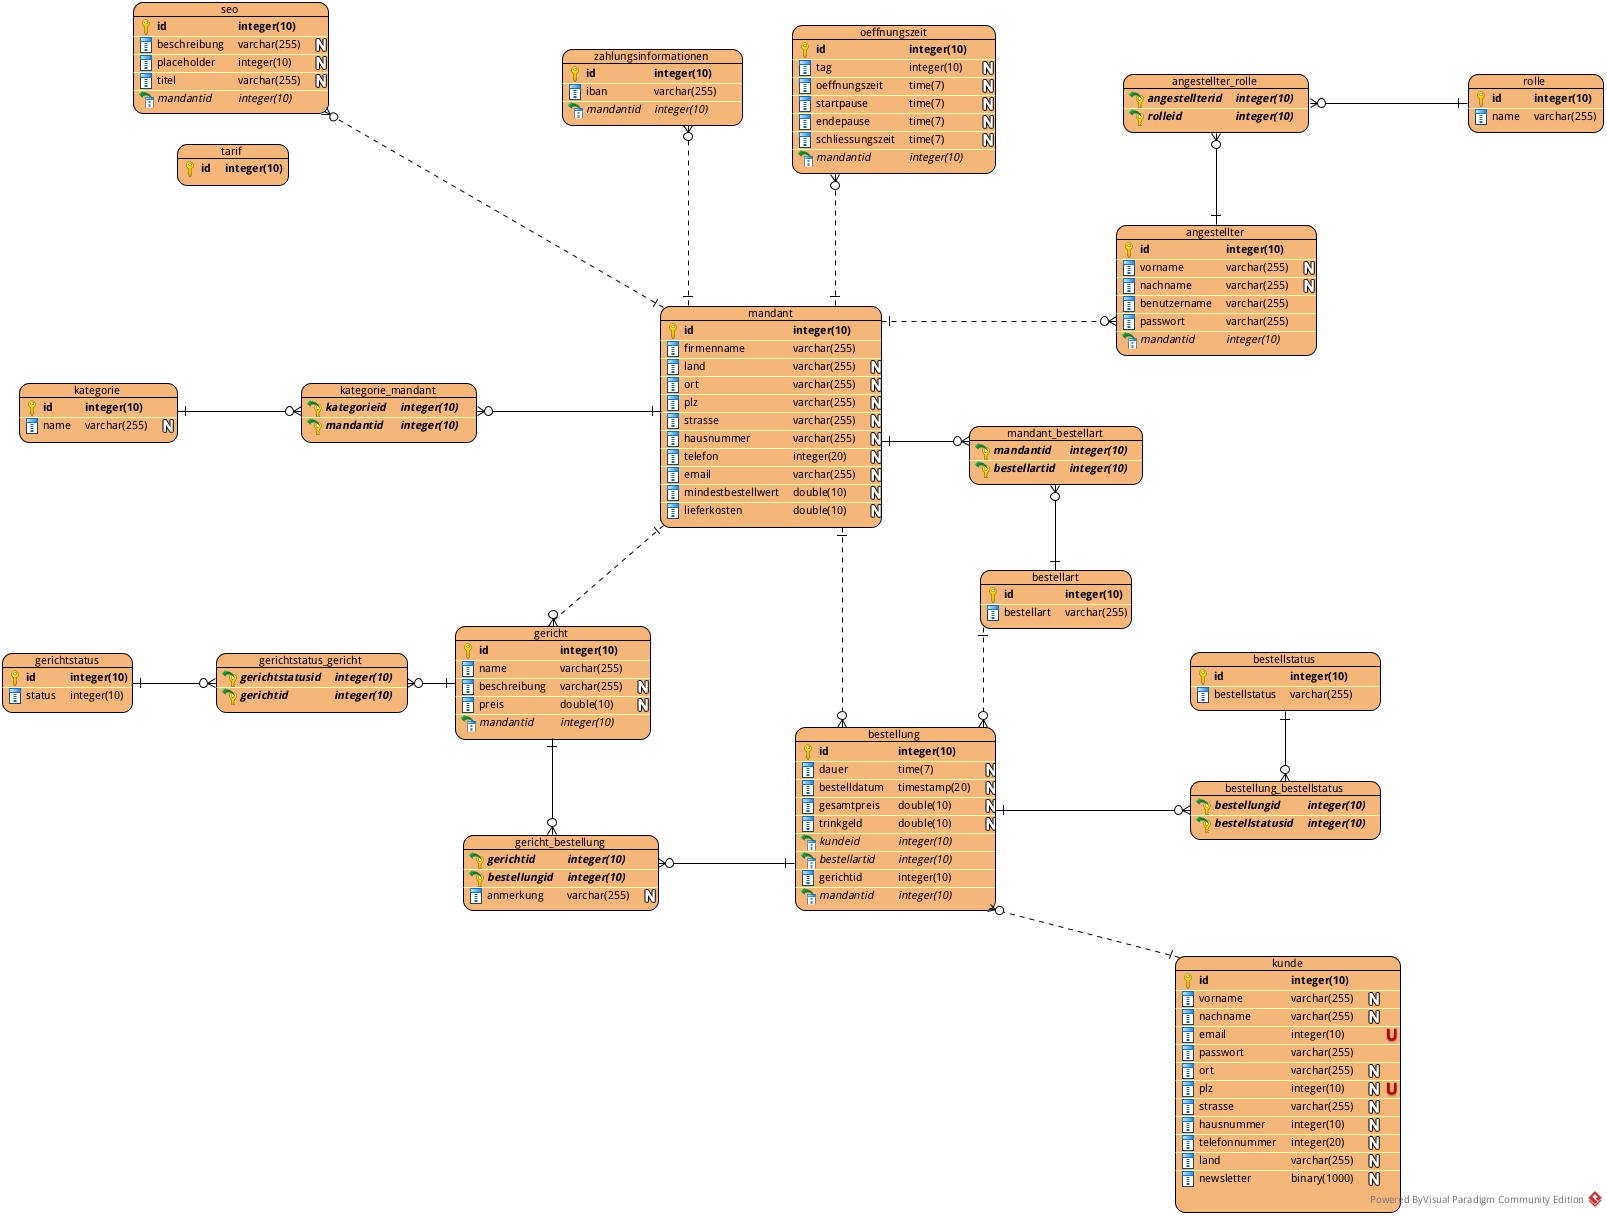 seo
id integer(10)
beschreibung varchar(255) N
placeholder integer(10) N
titel varchar(255) N
mandantid integer(10)
tarif
id integer(10)
zahlungsinformationen
id integer(10)
iban varchar(255)
mandantid integer(10)
oeffnungszeit
id integer(10)
tag integer(10) N
oeffnungszeit time(7) N
startpause time(7) N
endepause time(7) N
schliessungszeit time(7) N
mandantid integer(10)
angestellter_rolle
angestellterid integer(10)
rolleid integer(10)
rolle
id integer(10)
name varchar(255)
angestellter
id integer(10)
vorname varchar(255) N
nachname varchar(255) N
benutzername varchar(255)
passwort varchar(255)
mandantid integer(10)
mandant
id integer(10)
firmenname varchar(255)
land varchar(255) N
ort varchar(255) N
plz varchar(255) N
strasse varchar(255) N
hausnummer varchar(255) N
telefon integer(20) N
email varchar(255) N
mindestbestellwert double(10) N
lieferkosten double(10) N
kategorie
id integer(10)
name varchar(255) N
kategorie_mandant
kategorieid integer(10)
mandantid integer(10)
mandant_bestellart
mandantid integer(10)
bestellartid integer(10)
bestellart
id integer(10)
bestellart varchar(255)
gerichtstatus
id integer(10)
status integer(10)
gerichtstatus_gericht
gerichtstatusid integer(10)
gerichtid integer(10)
gericht
id integer(10)
name varchar(255)
beschreibung varchar(255) N
preis double(10) N
mandantid integer(10)
bestellstatus
id integer(10)
bestellstatus varchar(255)
bestellung
id integer(10)
dauer time(7) N
bestelldatum timestamp(20) N
gesamtpreis double(10) N
trinkgeld double(10) N
kundeid integer(10)
bestellartid integer(10)
gerichtid integer(10)
mandantid integer(10)
bestellung_bestellstatus
bestellungid integer(10)
bestellstatusid integer(10)
gericht_bestellung
gerichtid integer(10)
bestellungid integer(10)
anmerkung varchar(255) N
kunde
id integer(10)
vorname varchar(255) N
nachname varchar(255) N
email integer(10) U
passwort varchar(255)
ort varchar(255) N
plz integer(10) N U
strasse varchar(255) N
hausnummer integer(10) N
telefonnummer integer(20) N
land varchar(255) N
newsletter binary(1000) N
Powered ByVisual Paradigm Community Edition